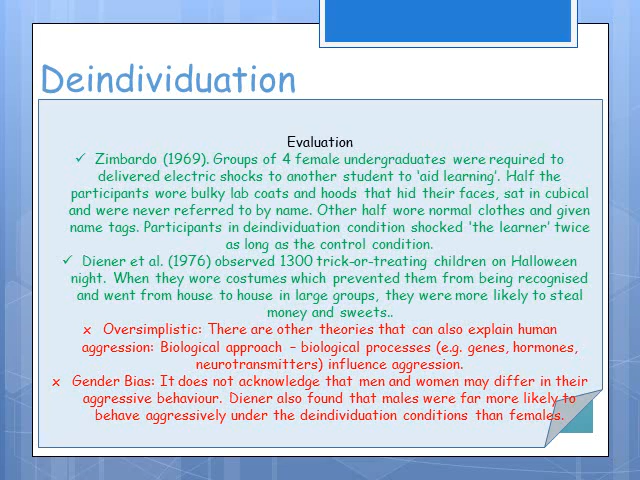 Deindividuation
Evaluation
✓ Zimbardo (1969). Groups of 4 female undergraduates were required to
delivered electric shocks to another student to 'aid learning'. Half the
participants wore bulky lab coats and hoods that hid their faces, sat in cubical
and were never referred to by name. Other half wore normal clothes and given
name tags. Participants in deindividuation condition shocked 'the learner' twice
as long as the control condition.
✓ Diener et al. (1976) observed 1300 trick-or-treating children on Halloween
night. When they wore costumes which prevented them from being recognised
and went from house to house in large groups, they were more likely to steal
money and sweets..
x Oversimplistic: There are other theories that can also explain human
aggression: Biological approach – biological processes (e.g. genes, hormones,
neurotransmitters) influence aggression.
x Gender Bias: It does not acknowledge that men and women may differ in their
aggressive behaviour. Diener also found that males were far more likely to
behave aggressively under the deindividuation conditions than females.